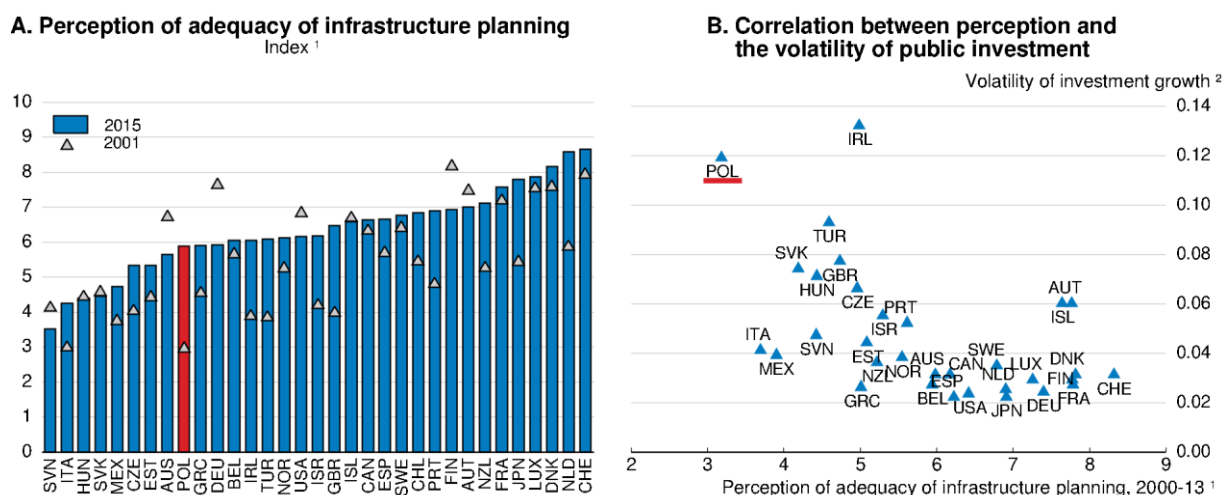 A. Perception of adequacy of infrastructure planning
Index ¹
10
9
8
7
6
5
4
3
2
1
0
2015
2001
SVN
ITA
HUN
SVK
MEX
CZE
EST
AUS
POL
GRC
DEU
BEL
IRL
TUR
NOR
USA
ISR
GBR
ISL
CAN
ESP
SWE
CHL
PRT
FIN
AUT
NZL
FRA
JPN
LUX
DNK
NLD
CHE
B. Correlation between perception and
the volatility of public investment
Volatility of investment growth ²
0.14
0.12
0.10
0.08
0.06
0.04
0.02
0.00
IRL
POL
TUR
SVK
GBR
HUN
CZE
AUT
ISL
PRT
ISR
ITA
SVN
MEX
EST
NZL
NOR
AUS
CAN
SWE
NLD
LUX
DNK
FIN
CHE
GRC
ESP
BEL
USA
JPN
DEU
FRA
2 3 4 5 6 7 8 9
Perception of adequacy of infrastructure planning, 2000-13 ¹